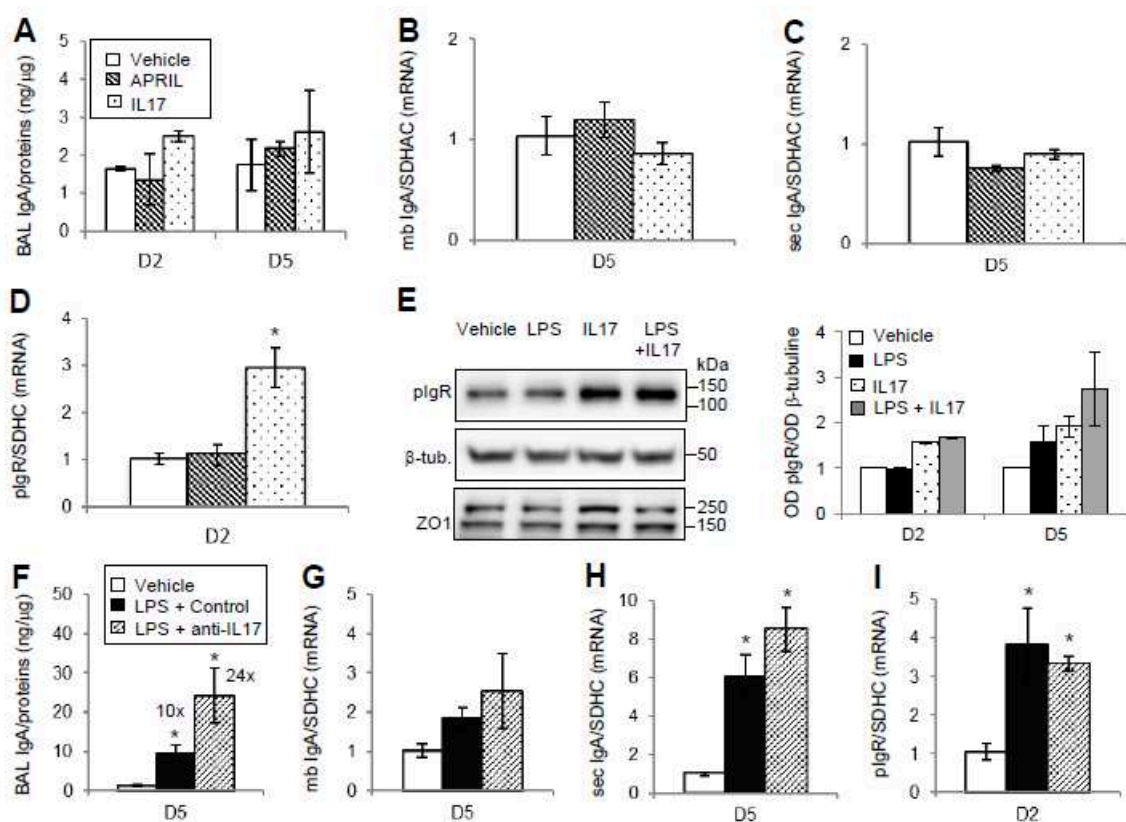 A
BAL IgA/proteins (ng/µg)
5
4
3
2
1
0
Vehicle
APRIL
IL17
D2 D5
B
mb IgA/SDHAC (mRNA)
2
1
0
D5
C
sec IgA/SDHAC (mRNA)
2
1
0
D5
D
pIgR/SDHC (mRNA)
4
3
2
1
0
*
D2
E
Vehicle LPS IL17 LPS
+IL17
kDa
pIgR
150
100
β-tub.
50
ZO1
250
150
OD pIgR/OD β-tubuline
4
3
2
1
0
Vehicle
LPS
IL17
LPS + IL17
D2 D5
F
BAL IgA/proteins (ng/µg)
50
40
30
20
10
0
Vehicle
LPS + Control
LPS + anti-IL17
10x
*
*
24x
D5
G
mb IgA/SDHC (mRNA)
4
3
2
1
0
D5
H
sec IgA/SDHC (mRNA)
10
8
6
4
2
0
*
*
D5
I
pIgR/SDHC (mRNA)
5
4
3
2
1
0
*
*
D2